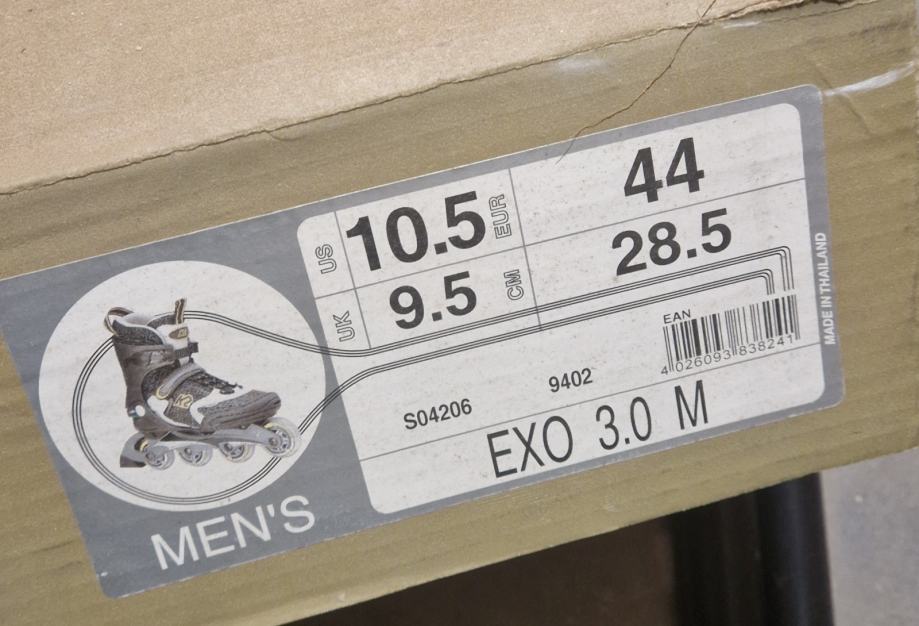 US 10.5 EUR 44
UK 9.5 CM 28.5
EAN
4 026093 838241
S04206 9402
EXO 3.0 M
K2
MEN'S
MADE IN THAILAND